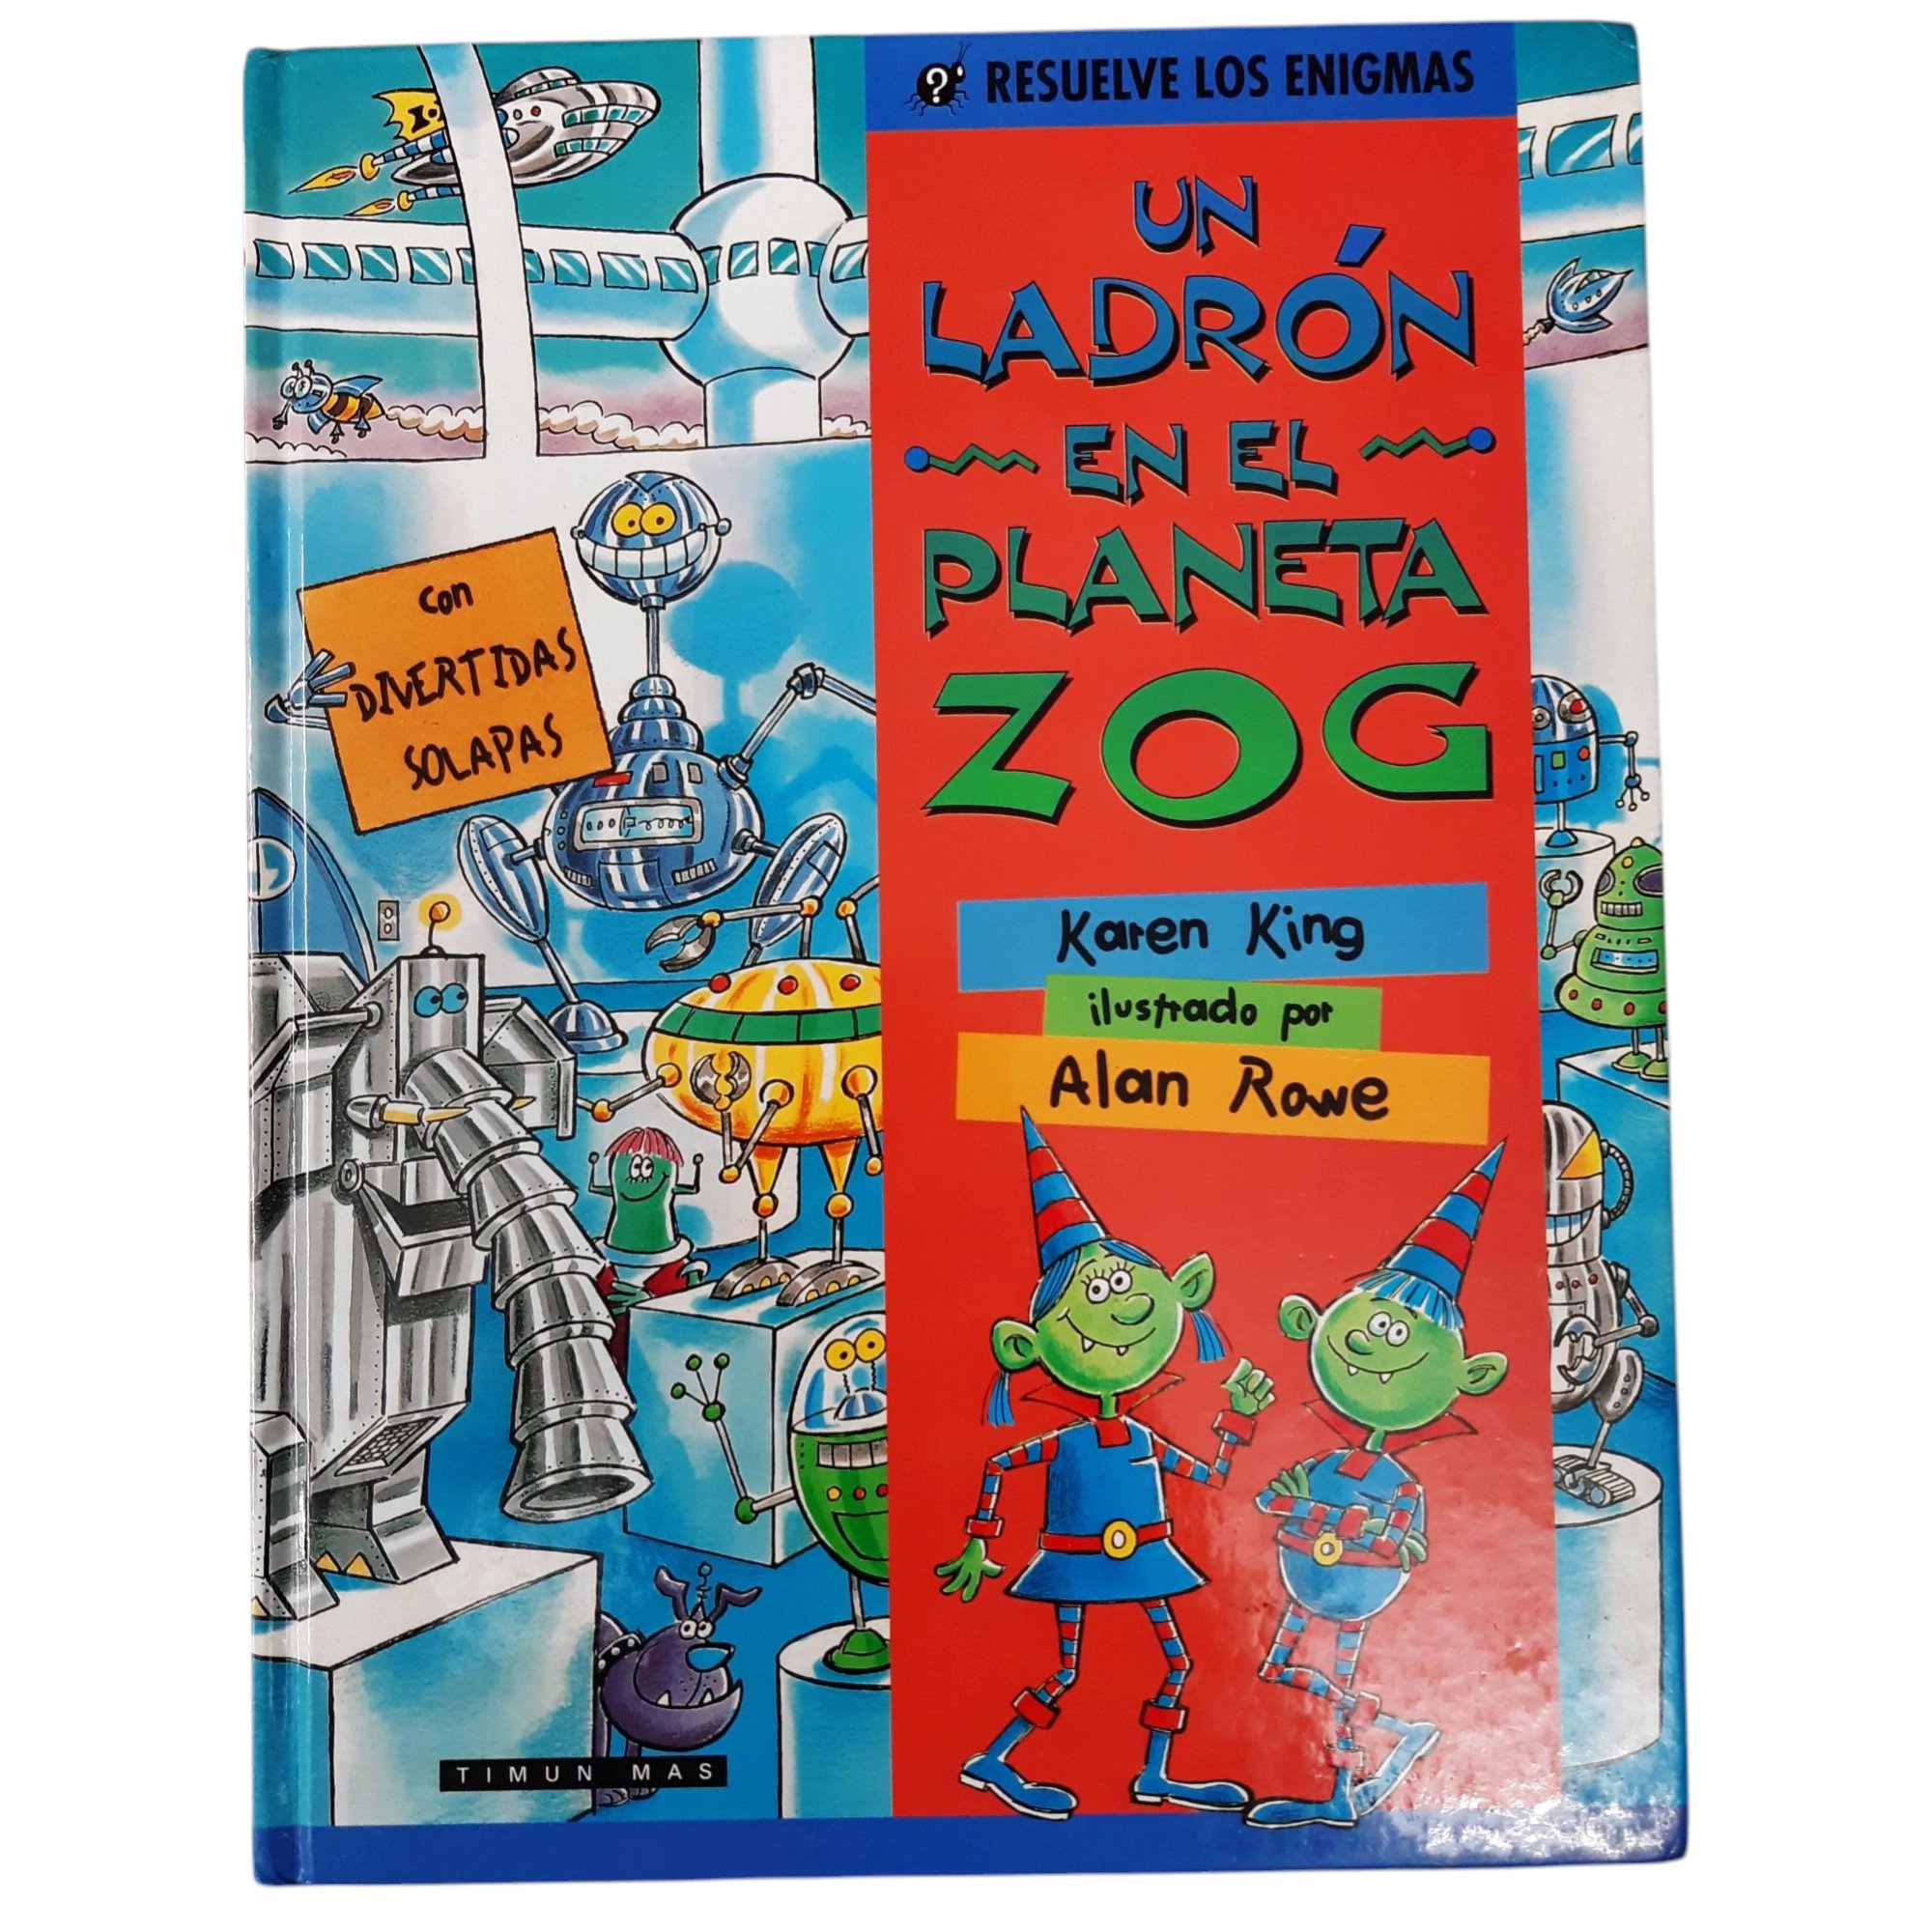 ? RESUELVE LOS ENIGMAS
UN
LADRÓN
EN EL
PLANETA
ZOG
con
DIVERTIDAS
SOLAPAS
Karen King
ilustrado por
Alan Rowe
TIMUN MAS